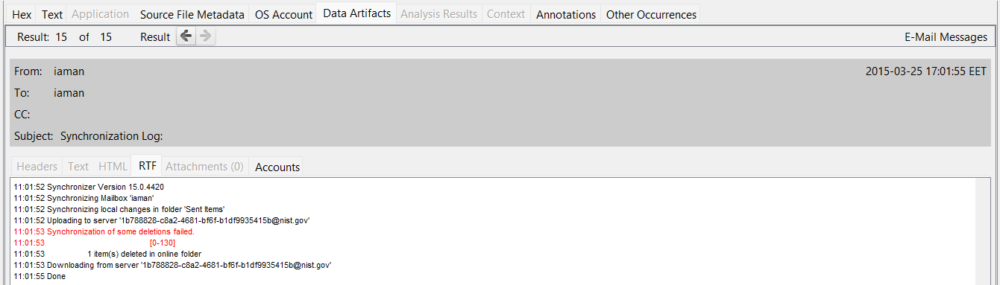 Hex Text Application Source File Metadata OS Account Data Artifacts Analysis Results Context Annotations Other Occurrences
Result: 15 of 15 Result E-Mail Messages
From: iaman 2015-03-25 17:01:55 EET
To: iaman
CC:
Subject: Synchronization Log:
Headers Text HTML RTF Attachments (0) Accounts
11:01:52 Synchronizer Version 15.0.4420
11:01:52 Synchronizing Mailbox 'iaman'
11:01:52 Synchronizing local changes in folder 'Sent Items'
11:01:52 Uploading to server '1b788828-c8a2-4681-bf6f-b1df9935415b@nist.gov'
11:01:53 Synchronization of some deletions failed.
11:01:53 [0-130]
11:01:53 1 item(s) deleted in online folder
11:01:53 Downloading from server '1b788828-c8a2-4681-bf6f-b1df9935415b@nist.gov'
11:01:55 Done